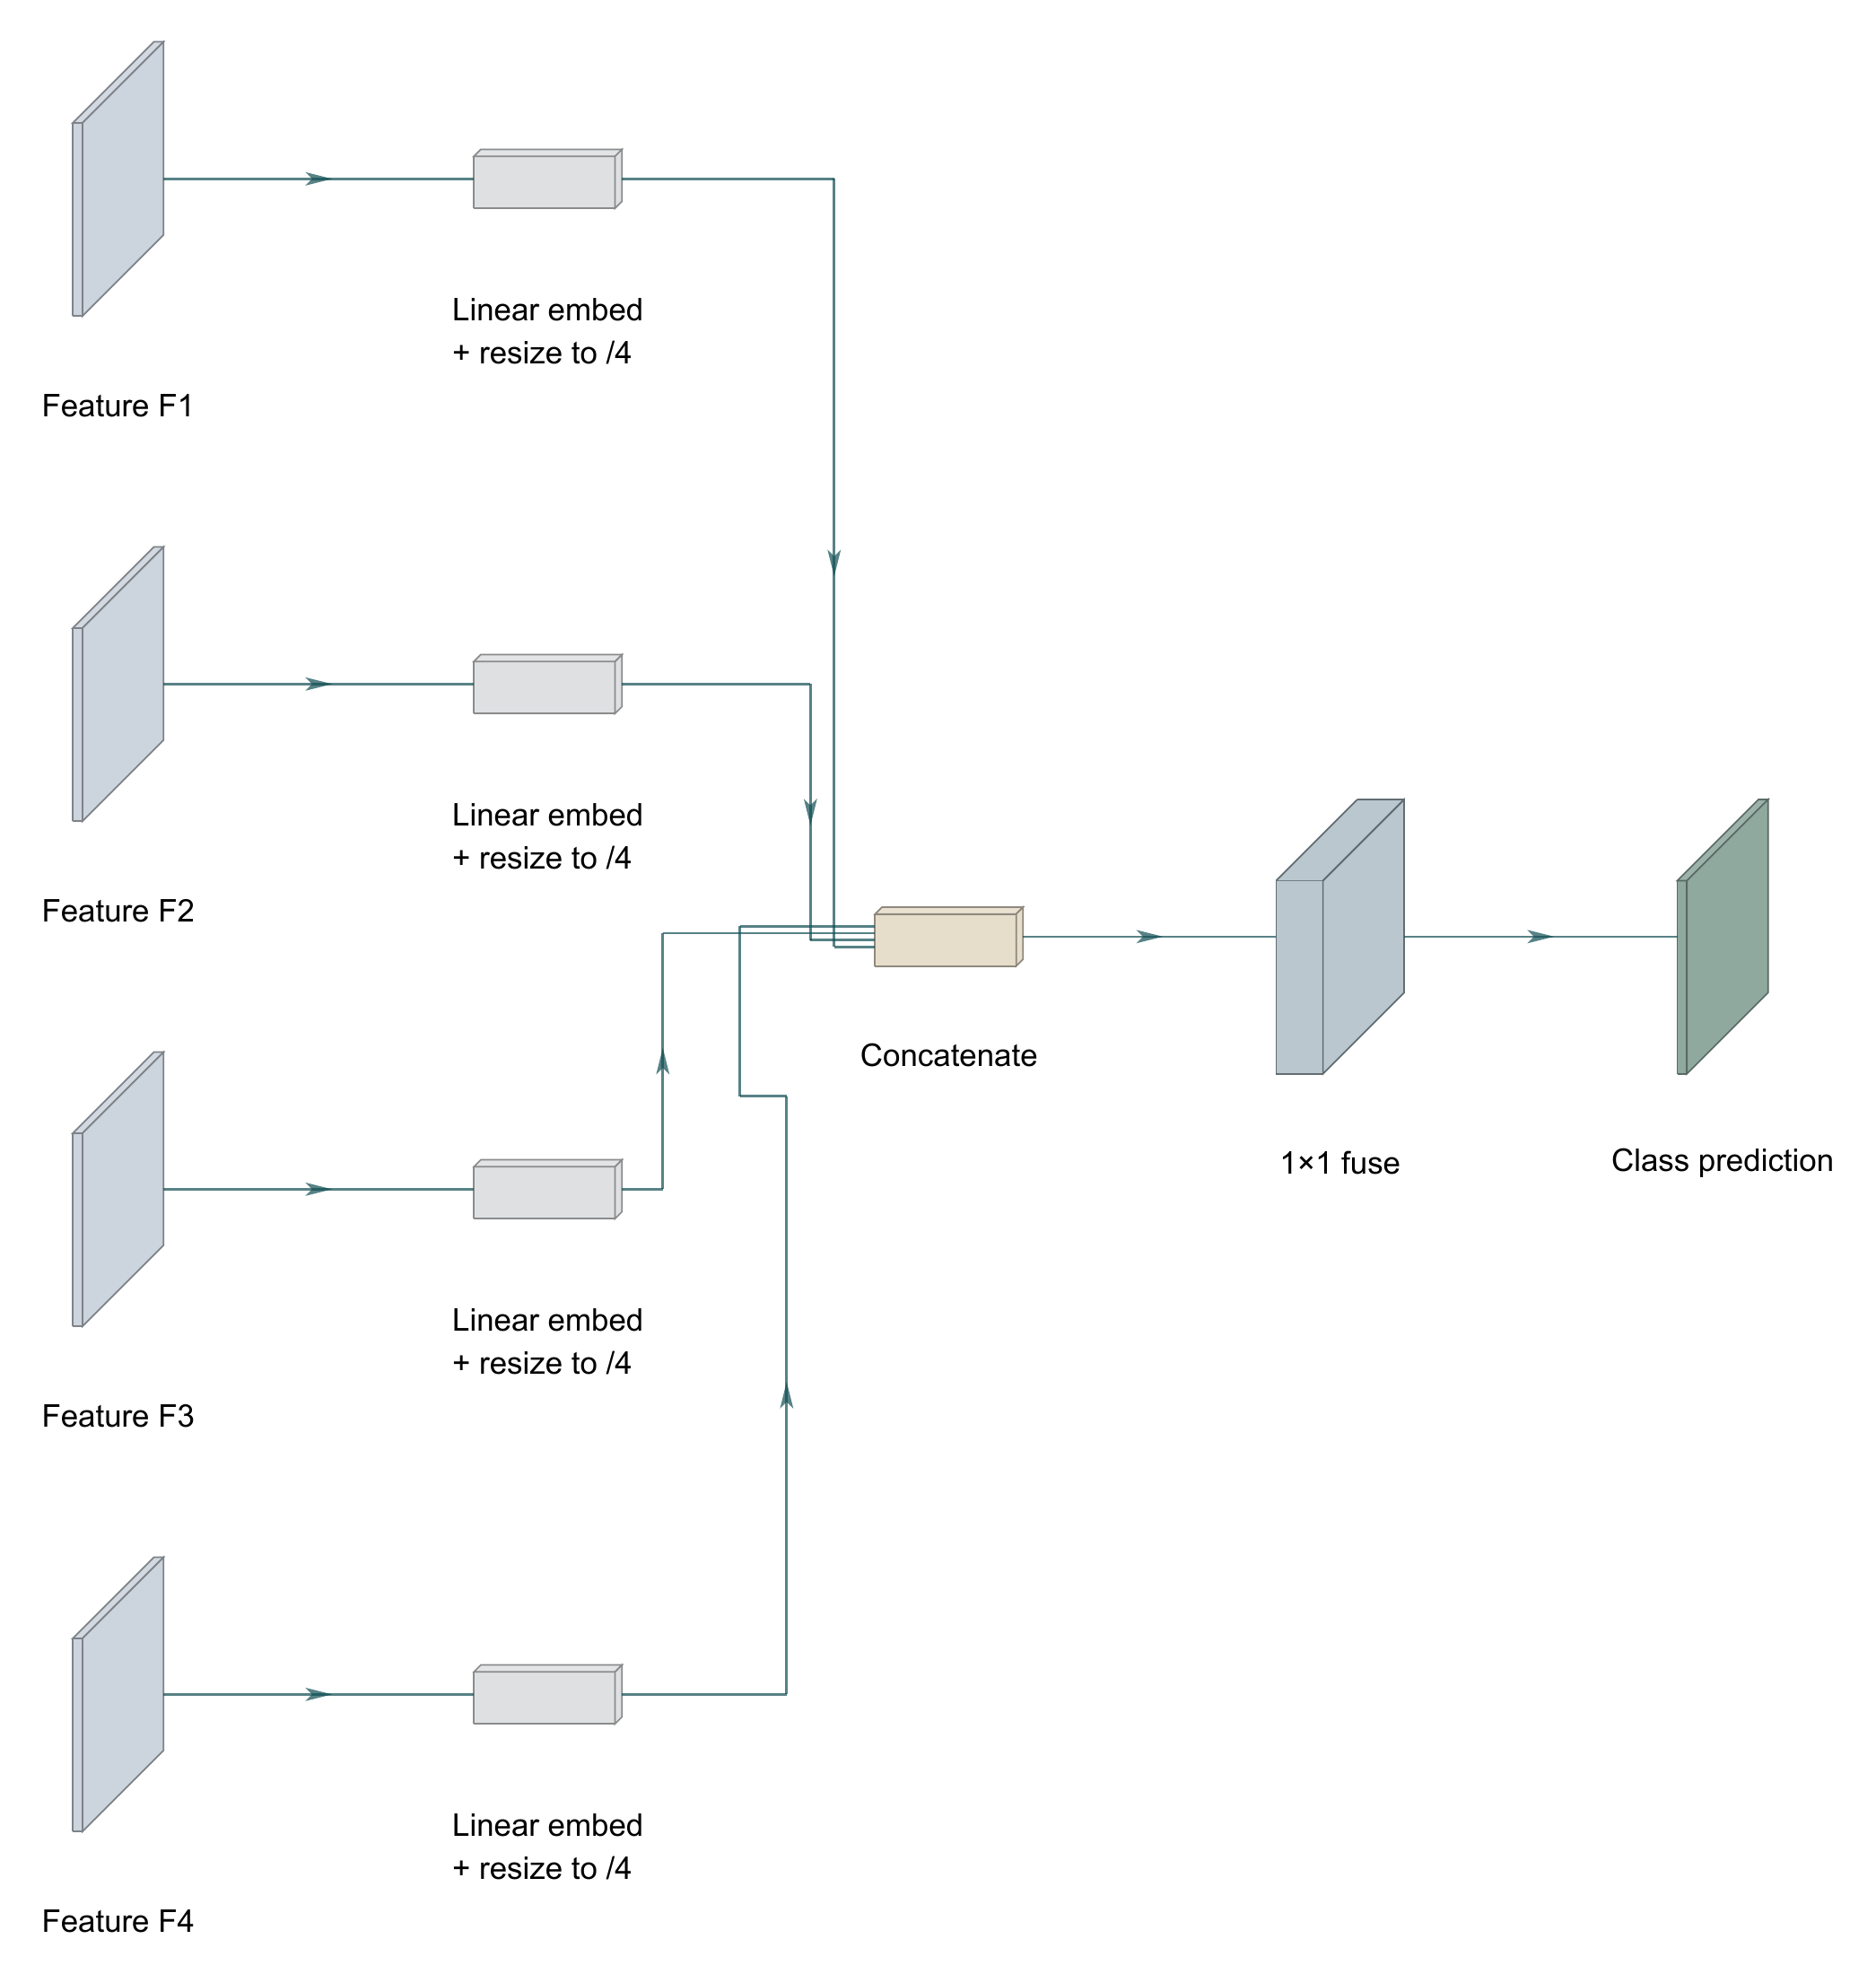 Linear embed
+ resize to /4
Feature F1
Linear embed
+ resize to /4
Feature F2
Concatenate
1×1 fuse
Class prediction
Linear embed
+ resize to /4
Feature F3
Linear embed
+ resize to /4
Feature F4